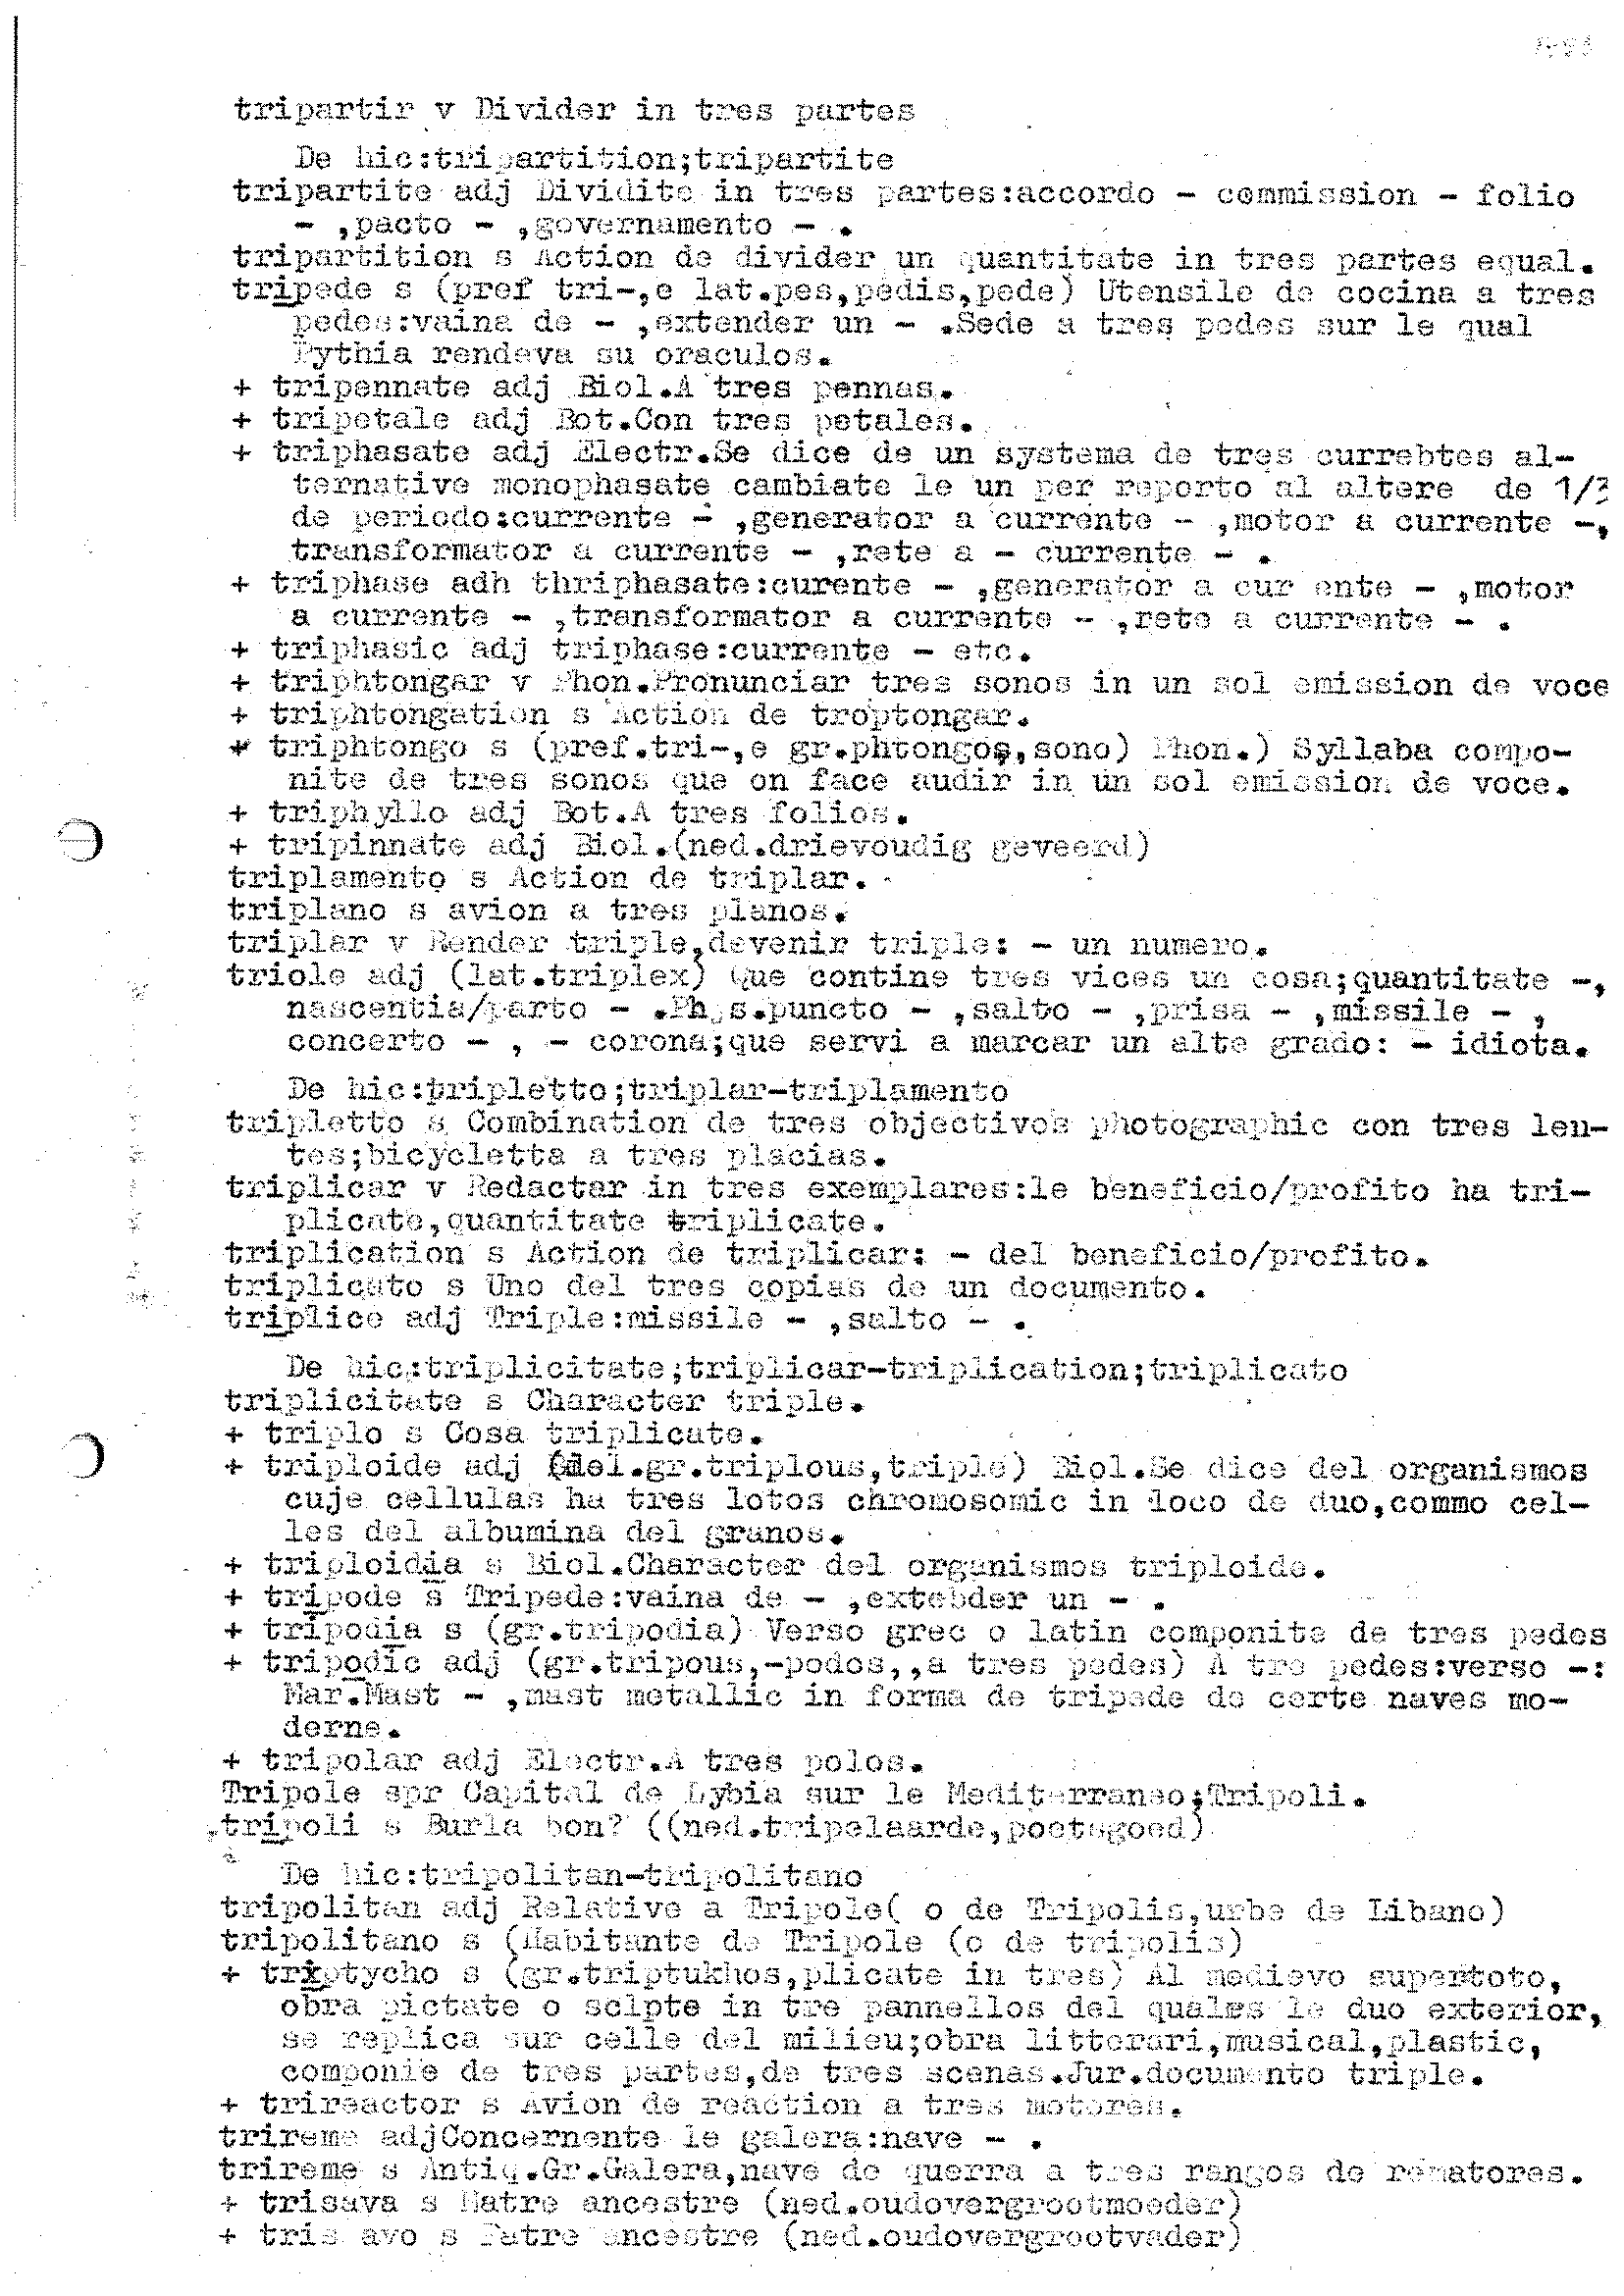 tripartir v Divider in tres partes
De hic:tripartition;tripartite
tripartite adj Dividite in tres partes:accordo - commission - folio
- ,pacto - ,governamento - .
tripartition s Action de divider un quantitate in tres partes equal.
tripede s (pref tri-,e lat.pes,pedis,pede) Utensile de cocina a tres
pedes:vaina de - ,extender un - .Sede a tres pedes sur le qual
Pythia rendeva su oraculos.
+ tripennate adj Biol.A tres pennas.
+ tripetale adj Bot.Con tres petales.
+ triphasate adj Electr.Se dice de un systema de tres currebtes al-
ternative monophasate cambiate le un per reporto al altere de 1/3
de periodo:currente - ,generator a currente - ,motor a currente -,
transformator a currente - ,rete a - currente - .
+ triphase adh thriphasate:curente - ,generator a cur ente - ,motor
a currente - ,transformator a currente - ,rete a currente - .
+ triphasic adj triphase:currente - etc.
+ triphtongar v Phon.Pronunciar tres sonos in un sol emission de voce
+ triphtongation s Action de troptongar.
+ triphtongo s (pref.tri-,e gr.phtongos,sono) Phon.) Syllaba compo-
nite de tres sonos que on face audir in un sol emission de voce.
+ triphyllo adj Bot.A tres folios.
+ tripinnate adj Biol.(ned.drievoudig geveerd)
triplamento s Action de triplar.
triplano s avion a tres planos.
triplar v Render triple,devenir triple: - un numero.
triole adj (lat.triplex) Que contine tres vices un cosa;quantitate -,
nascentia/parto - .Phys.puncto - ,salto - ,prisa - ,missile - ,
concerto - , - corona;que servi a marcar un alte grado: - idiota.
De hic:tripletto;triplar-triplamento
tripletto s Combination de tres objectivos photographic con tres len-
tes;bicycletta a tres placias.
triplicar v Redactar in tres exemplares:le beneficio/profito ha tri-
plicate,quantitate triplicate.
triplication s Action de triplicar: - del beneficio/profito.
triplicato s Uno del tres copias de un documento.
triplice adj Triple:missile - ,salto - .
De hic:triplicitate;triplicar-triplication;triplicato
triplicitate s Character triple.
+ triplo s Cosa triplicate.
+ triploide adj (del.gr.triplous,triple) Biol.Se dice del organismos
cuje cellulas ha tres lotos chromosomic in loco de duo,commo cel-
les del albumina del granos.
+ triploidia s Biol.Character del organismos triploide.
+ tripode s Tripede:vaina de - ,extebder un - .
+ tripodia s (gr.tripodia) Verso grec o latin componite de tres pedes
+ tripodic adj (gr.tripous,-podos,,a tres pedes) A tre pedes:verso -:
Mar.Mast - ,mast metallic in forma de tripede de certe naves mo-
derne.
+ tripolar adj Electr.A tres polos.
Tripole spr Capital de Lybia sur le Mediterraneo;Tripoli.
tripoli s Burla bon? ((ned.tripelaarde,poetsgoed)
De hic:tripolitan-tripolitano
tripolitan adj Relative a Tripole( o de Tripolis,urbe de Libano)
tripolitano s (Habitante de Tripole (o de tripolis)
+ triptycho s (gr.triptukhos,plicate in tres) Al medievo supertoto,
obra pictate o sclpte in tre pannellos del quales le duo exterior,
se replica sur celle del milieu;obra litterari,musical,plastic,
componie de tres partes,de tres scenas.Jur.documento triple.
+ trireactor s Avion de reaction a tres motores.
trireme adjConcernente le galera:nave - .
trireme s Antiq.Gr.Galera,nave de querra a tres rangos de rematores.
+ trisava s Matre ancestre (ned.oudovergrootmoeder)
+ tris avo s Patre ancestre (ned.oudovergrootvader)